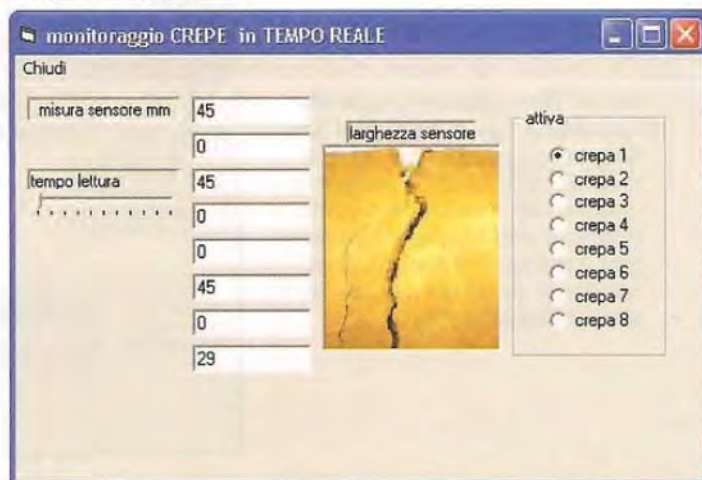 monitoraggio CREPE in TEMPO REALE
Chiudi
misura sensore mm
45
0
tempo lettura
45
0
0
45
0
29
larghezza sensore
attiva
crepa 1
crepa 2
crepa 3
crepa 4
crepa 5
crepa 6
crepa 7
crepa 8